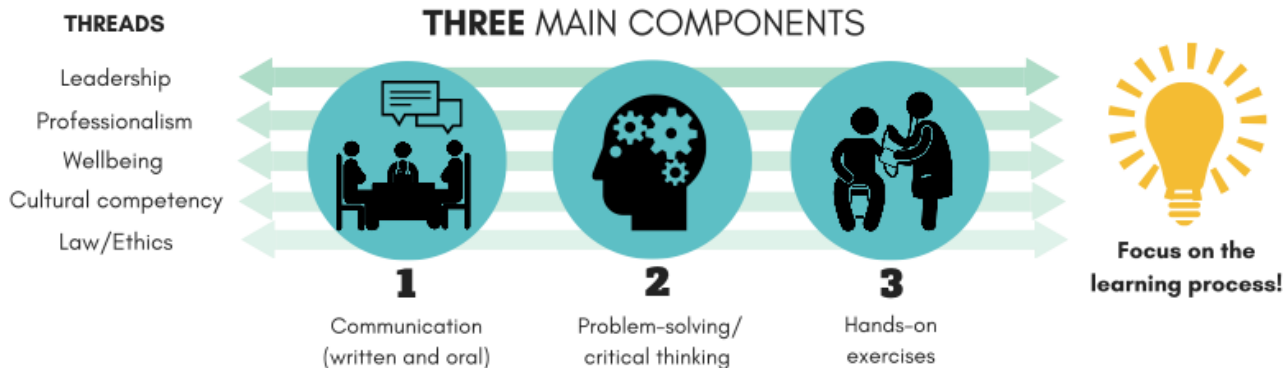 THREADS
THREE MAIN COMPONENTS
Leadership
Professionalism
Wellbeing
Cultural competency
Law/Ethics
1
Communication
(written and oral)
2
Problem-solving/
critical thinking
3
Hands-on
exercises
Focus on the
learning process!